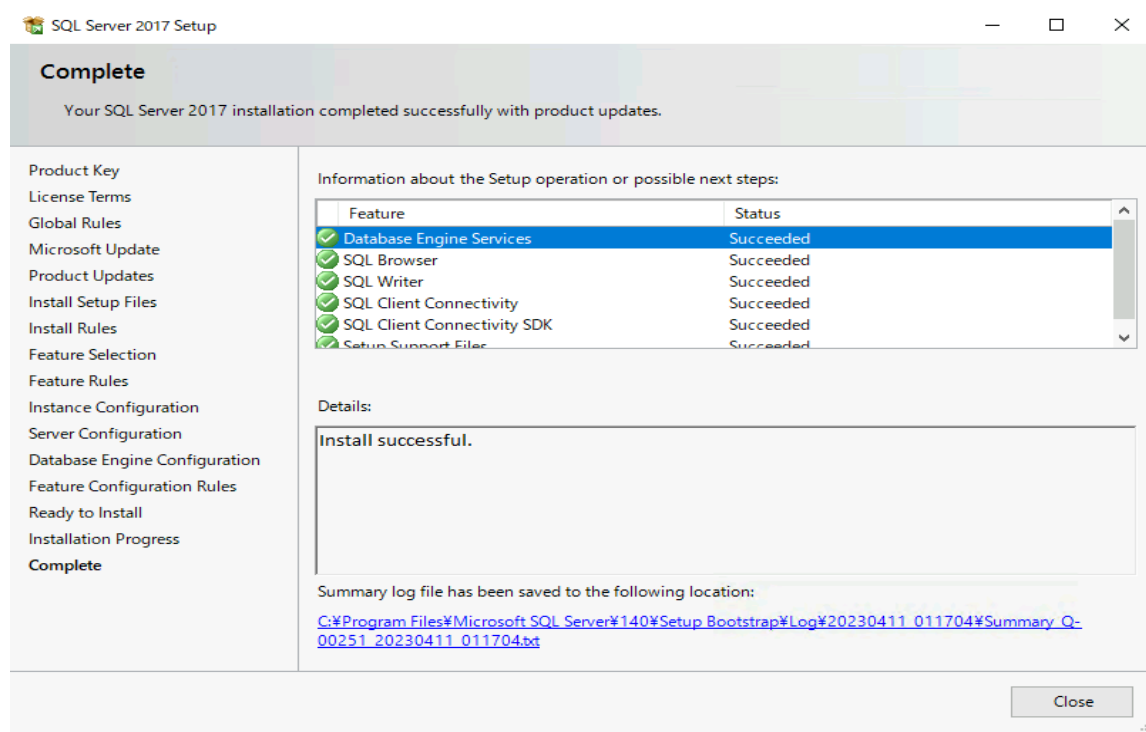 SQL Server 2017 Setup
Complete
Your SQL Server 2017 installation completed successfully with product updates.
Product Key
License Terms
Global Rules
Microsoft Update
Product Updates
Install Setup Files
Install Rules
Feature Selection
Feature Rules
Instance Configuration
Server Configuration
Database Engine Configuration
Feature Configuration Rules
Ready to Install
Installation Progress
Complete
Information about the Setup operation or possible next steps:
Feature Status
Database Engine Services Succeeded
SQL Browser Succeeded
SQL Writer Succeeded
SQL Client Connectivity Succeeded
SQL Client Connectivity SDK Succeeded
Setup Support Files Succeeded
Details:
Install successful.
Summary log file has been saved to the following location:
C:¥Program Files¥Microsoft SQL Server¥140¥Setup Bootstrap¥Log¥20230411_011704¥Summary_Q-
00251_20230411_011704.txt
Close